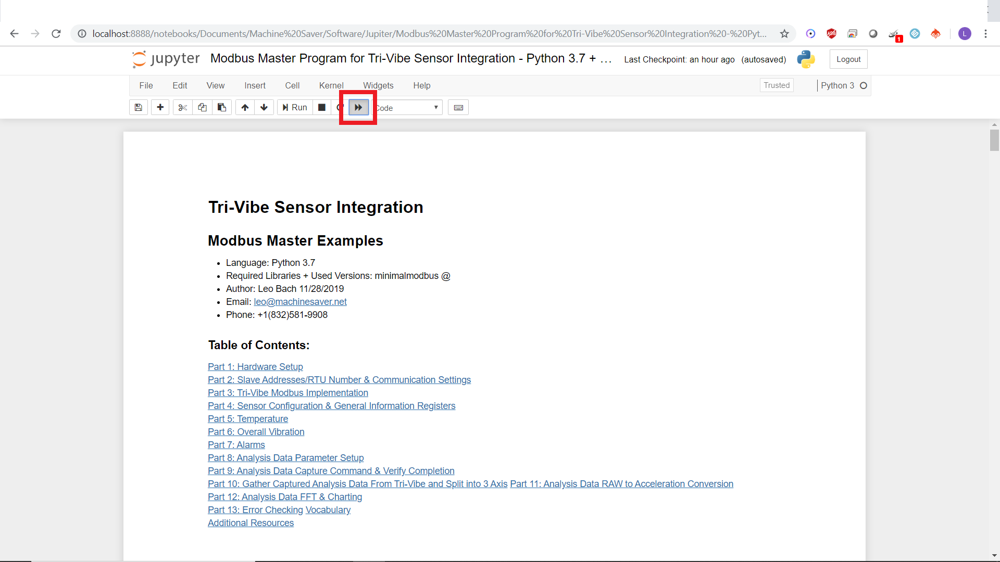 localhost:8888/notebooks/Documents/Machine%20Saver/Software/Jupiter/Modbus%20Master%20Program%20for%20Tri-Vibe%20Sensor%20Integration%20-%20Pyt...
ABB
1
L
jupyter Modbus Master Program for Tri-Vibe Sensor Integration - Python 3.7 + ... Last Checkpoint: an hour ago (autosaved) Logout
File Edit View Insert Cell Kernel Widgets Help Trusted Python 3
Run Code
Tri-Vibe Sensor Integration
Modbus Master Examples
• Language: Python 3.7
• Required Libraries + Used Versions: minimalmodbus @
• Author: Leo Bach 11/28/2019
• Email: leo@machinesaver.net
• Phone: +1(832)581-9908
Table of Contents:
Part 1: Hardware Setup
Part 2: Slave Addresses/RTU Number & Communication Settings
Part 3: Tri-Vibe Modbus Implementation
Part 4: Sensor Configuration & General Information Registers
Part 5: Temperature
Part 6: Overall Vibration
Part 7: Alarms
Part 8: Analysis Data Parameter Setup
Part 9: Analysis Data Capture Command & Verify Completion
Part 10: Gather Captured Analysis Data From Tri-Vibe and Split into 3 Axis Part 11: Analysis Data RAW to Acceleration Conversion
Part 12: Analysis Data FFT & Charting
Part 13: Error Checking Vocabulary
Additional Resources